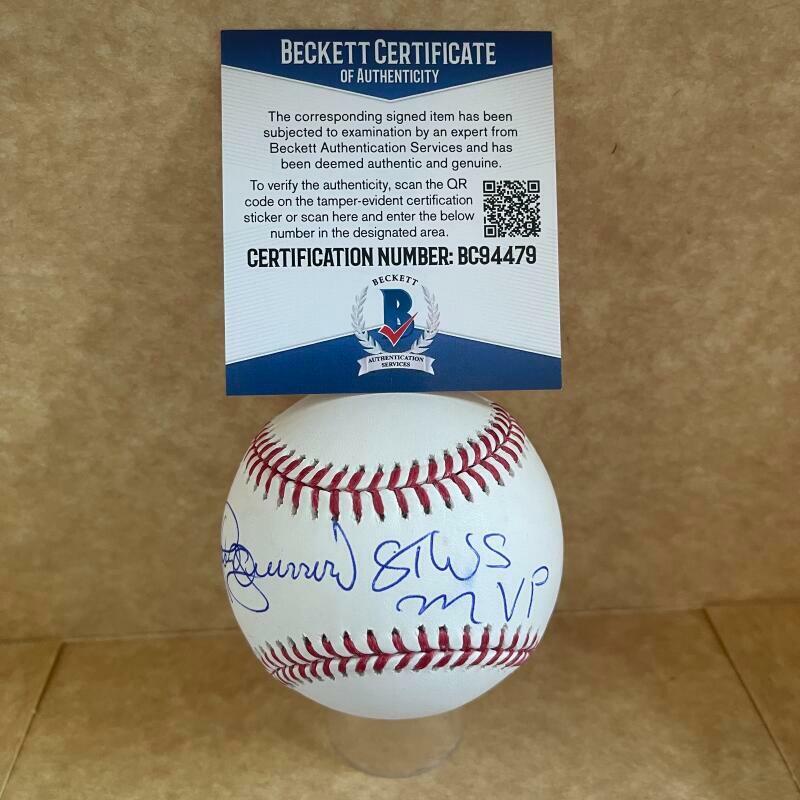 BECKETT CERTIFICATE
OF AUTHENTICITY
The corresponding signed item has been
subjected to examination by an expert from
Beckett Authentication Services and has
been deemed authentic and genuine.
To verify the authenticity, scan the QR
code on the tamper-evident certification
sticker or scan here and enter the below
number in the designated area.
CERTIFICATION NUMBER: BC94479
BECKETT
B
AUTHENTICATION
SERVICES
Guerrero 81 WS
MVP